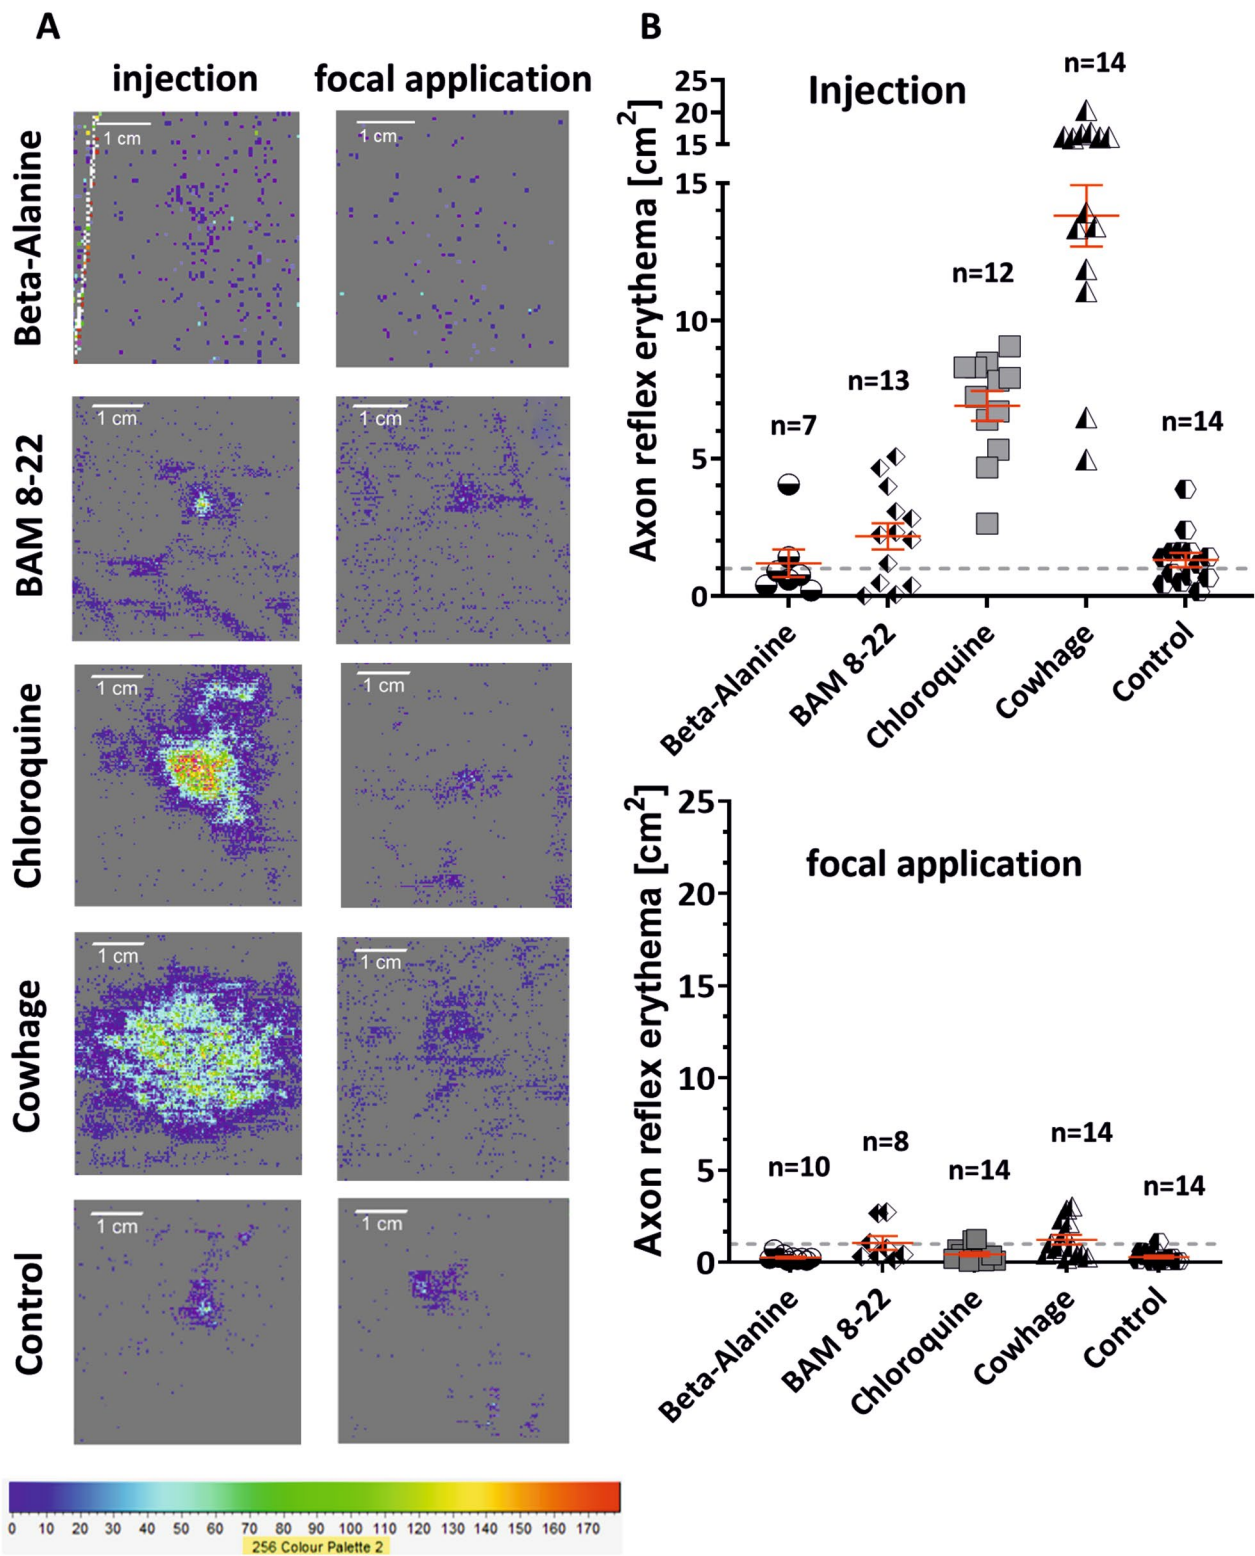 A
injection
focal application
Beta-Alanine
1 cm
1 cm
BAM 8-22
1 cm
1 cm
Chloroquine
1 cm
1 cm
Cowhage
1 cm
1 cm
Control
1 cm
1 cm
0 10 20 30 40 50 60 70 80 90 100 110 120 130 140 150 160 170
256 Colour Palette 2
B
Injection
Axon reflex erythema [cm²]
25
20
15
15
10
5
0
n=7
n=13
n=12
n=14
n=14
Beta-Alanine
BAM 8-22
Chloroquine
Cowhage
Control
focal application
Axon reflex erythema [cm²]
25
20
15
10
5
0
n=10
n=8
n=14
n=14
n=14
Beta-Alanine
BAM 8-22
Chloroquine
Cowhage
Control